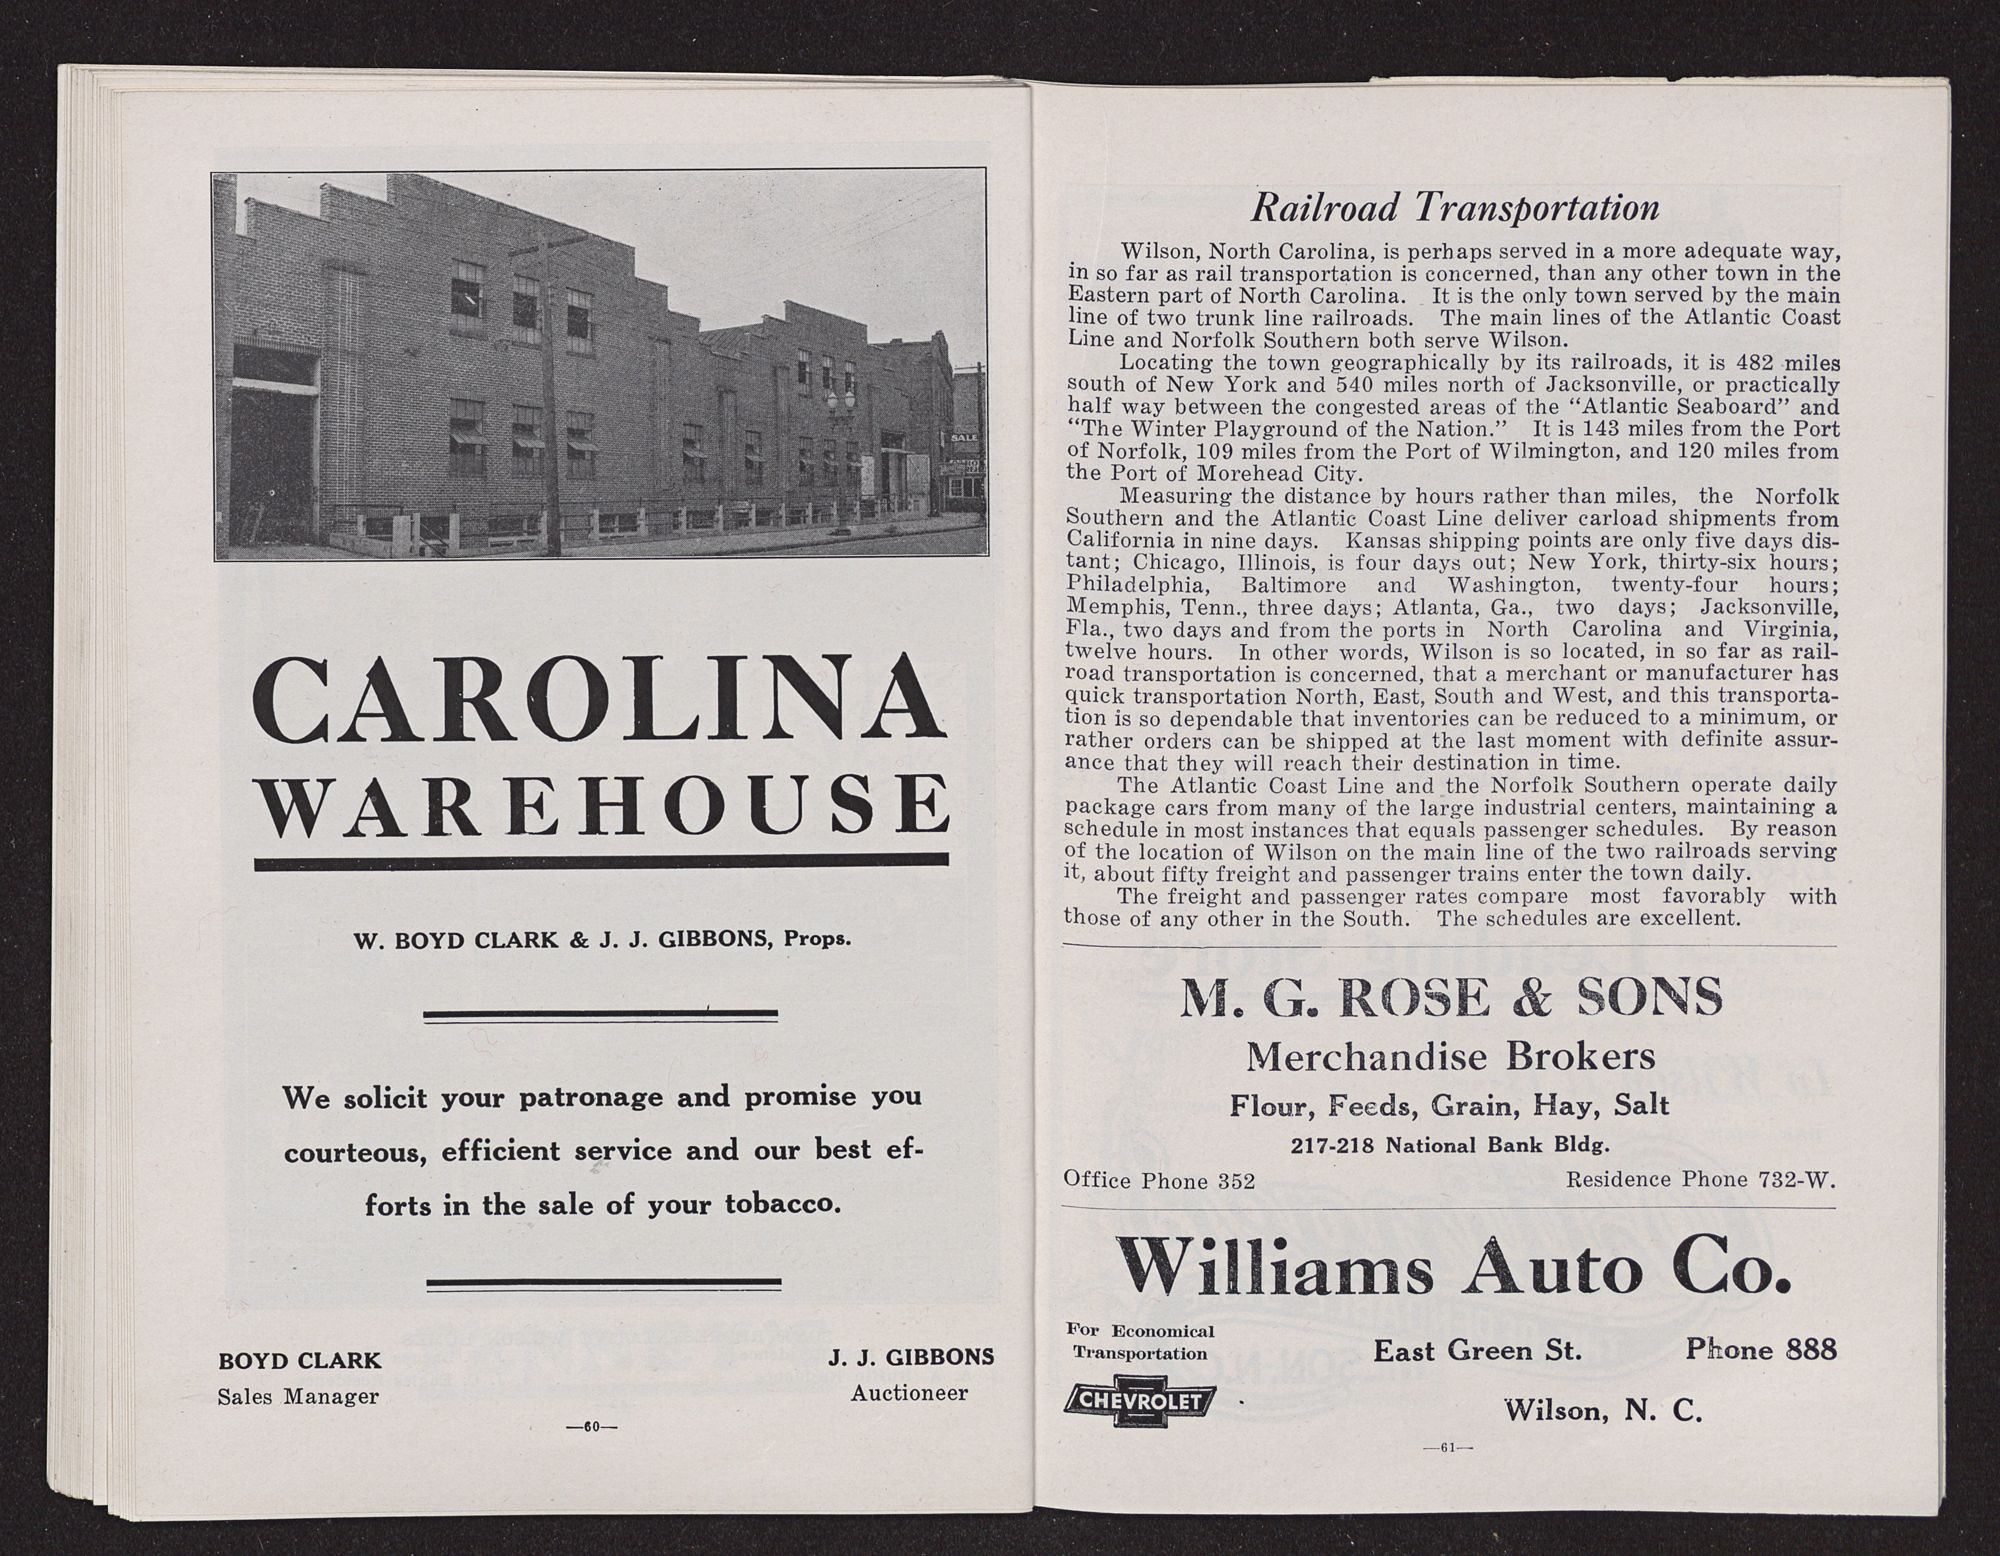 SALE
CAROLINA
WAREHOUSE
W. BOYD CLARK & J. J. GIBBONS, Props.
We solicit your patronage and promise you
courteous, efficient service and our best ef-
forts in the sale of your tobacco.
BOYD CLARK
Sales Manager
J. J. GIBBONS
Auctioneer
—60—
Railroad Transportation
Wilson, North Carolina, is perhaps served in a more adequate way,
in so far as rail transportation is concerned, than any other town in the
Eastern part of North Carolina. It is the only town served by the main
line of two trunk line railroads. The main lines of the Atlantic Coast
Line and Norfolk Southern both serve Wilson.
Locating the town geographically by its railroads, it is 482 miles
south of New York and 540 miles north of Jacksonville, or practically
half way between the congested areas of the “Atlantic Seaboard” and
“The Winter Playground of the Nation.” It is 143 miles from the Port
of Norfolk, 109 miles from the Port of Wilmington, and 120 miles from
the Port of Morehead City.
Measuring the distance by hours rather than miles, the Norfolk
Southern and the Atlantic Coast Line deliver carload shipments from
California in nine days. Kansas shipping points are only five days dis-
tant; Chicago, Illinois, is four days out; New York, thirty-six hours;
Philadelphia, Baltimore and Washington, twenty-four hours;
Memphis, Tenn., three days; Atlanta, Ga., two days; Jacksonville,
Fla., two days and from the ports in North Carolina and Virginia,
twelve hours. In other words, Wilson is so located, in so far as rail-
road transportation is concerned, that a merchant or manufacturer has
quick transportation North, East, South and West, and this transporta-
tion is so dependable that inventories can be reduced to a minimum, or
rather orders can be shipped at the last moment with definite assur-
ance that they will reach their destination in time.
The Atlantic Coast Line and the Norfolk Southern operate daily
package cars from many of the large industrial centers, maintaining a
schedule in most instances that equals passenger schedules. By reason
of the location of Wilson on the main line of the two railroads serving
it, about fifty freight and passenger trains enter the town daily.
The freight and passenger rates compare most favorably with
those of any other in the South. The schedules are excellent.
M. G. ROSE & SONS
Merchandise Brokers
Flour, Feeds, Grain, Hay, Salt
217-218 National Bank Bldg.
Office Phone 352 Residence Phone 732-W.
Williams Auto Co.
For Economical
Transportation
CHEVROLET
East Green St. Phone 888
Wilson, N. C.
—61—